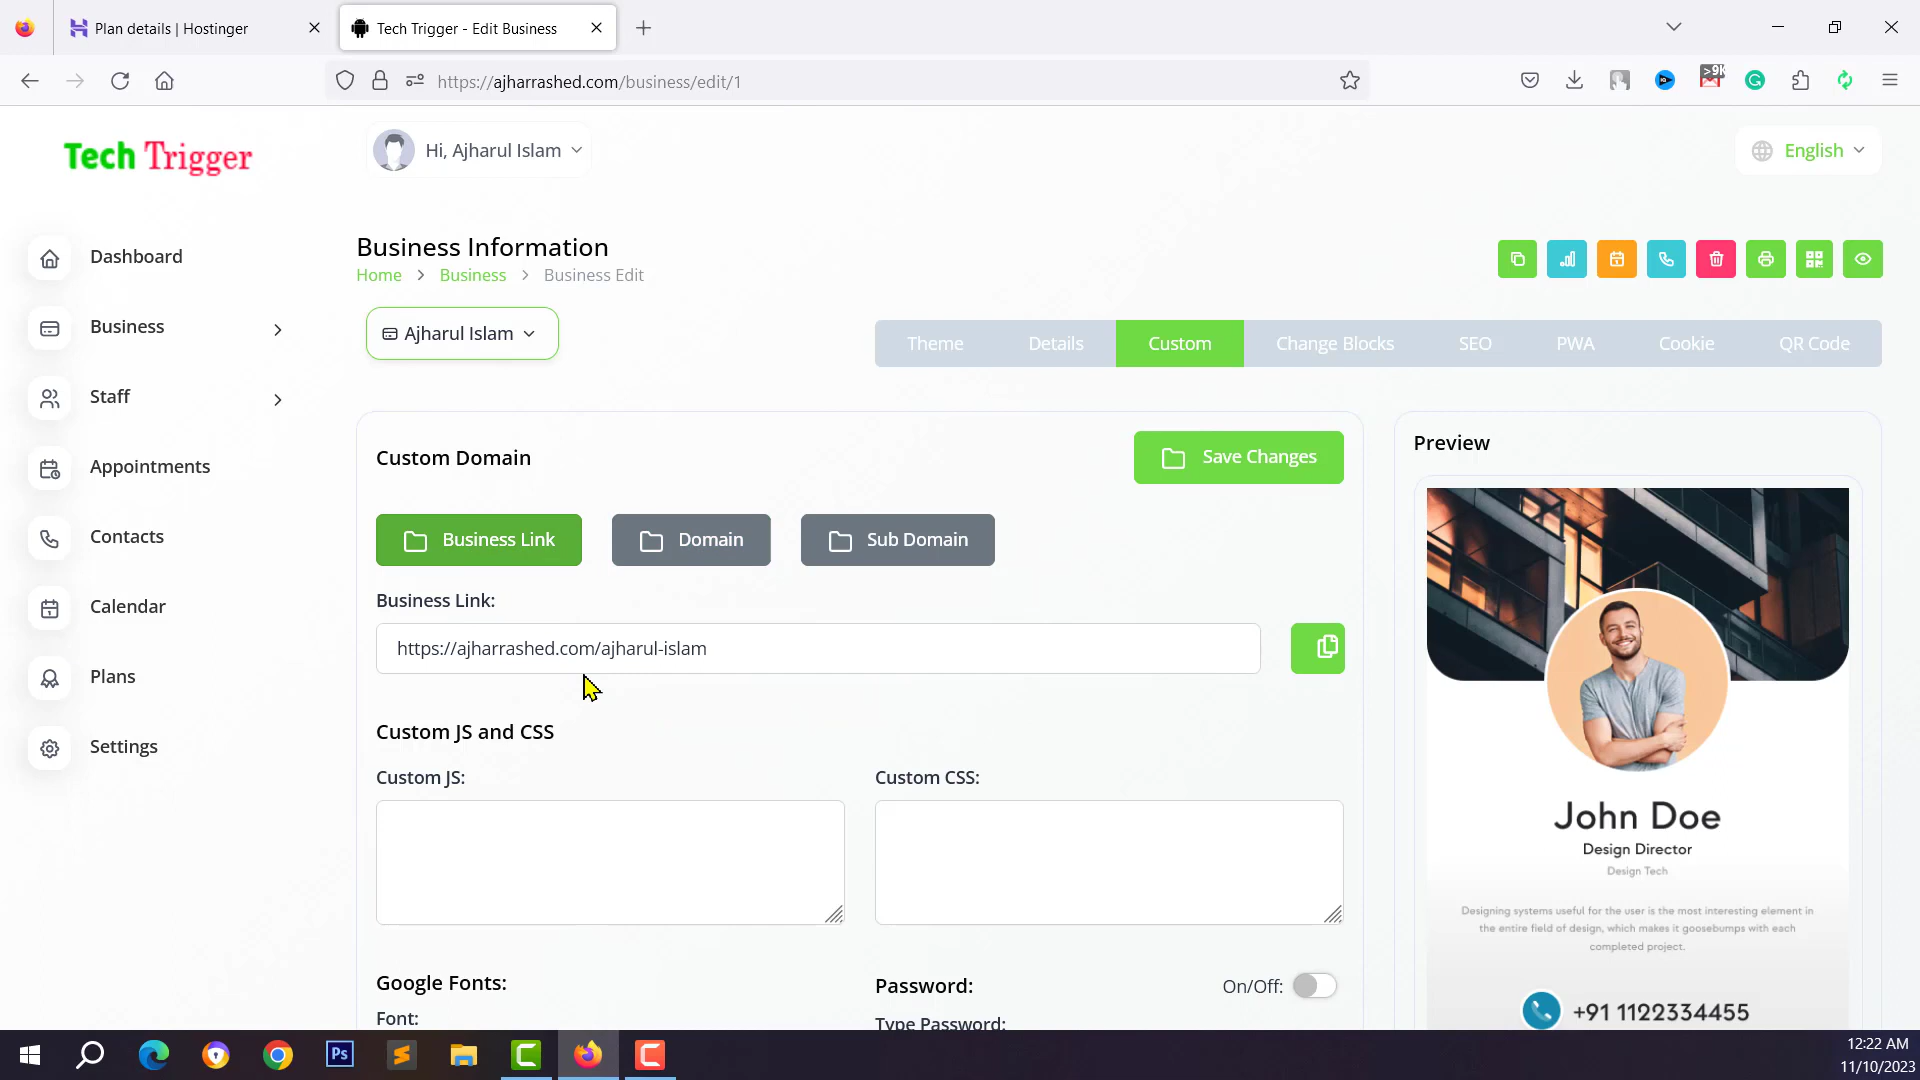 Plan details | Hostinger
Tech Trigger - Edit Business
https://ajharrashed.com/business/edit/1
Tech Trigger
Hi, Ajharul Islam
English
Dashboard
Business
Staff
Appointments
Contacts
Calendar
Plans
Settings
Business Information
Home > Business > Business Edit
Ajharul Islam
Theme Details Custom Change Blocks SEO PWA Cookie QR Code
Custom Domain
Save Changes
Business Link Domain Sub Domain
Business Link:
https://ajharrashed.com/ajharul-islam
Custom JS and CSS
Custom JS:
Custom CSS:
Google Fonts:
Font:
Password:
On/Off:
Type Password:
Preview
John Doe
Design Director
Design Tech
Designing systems useful for the user is the most interesting element in
the entire field of design, which makes it goosebumps with each
completed project.
+91 1122334455
Ps
12:22 AM
11/10/2023